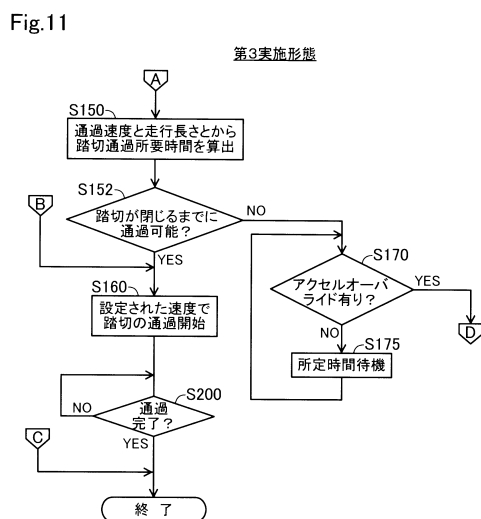 Fig.11
第3実施形態
A
S150
通過速度と走行長さとから
踏切通過所要時間を算出
S152
踏切が閉じるまでに
通過可能？
NO
YES
B
S160
設定された速度で
踏切の通過開始
S170
アクセルオーバ
ライド有り？
YES
NO
D
S175
所定時間待機
S200
通過
完了？
NO
YES
C
終 了